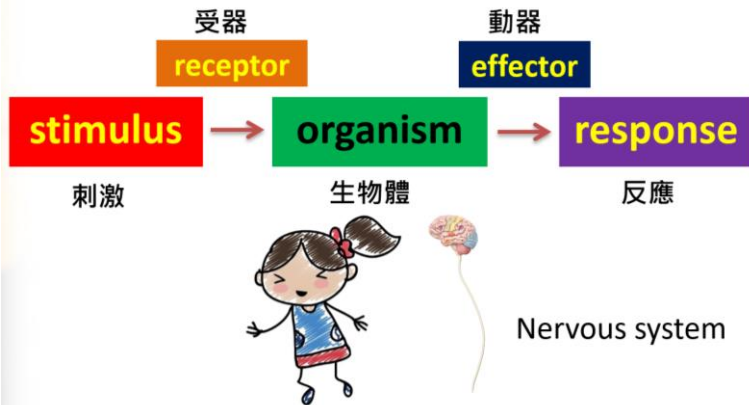 受器
動器
receptor
effector
stimulus
organism
response
刺激
生物體
反應
Nervous system